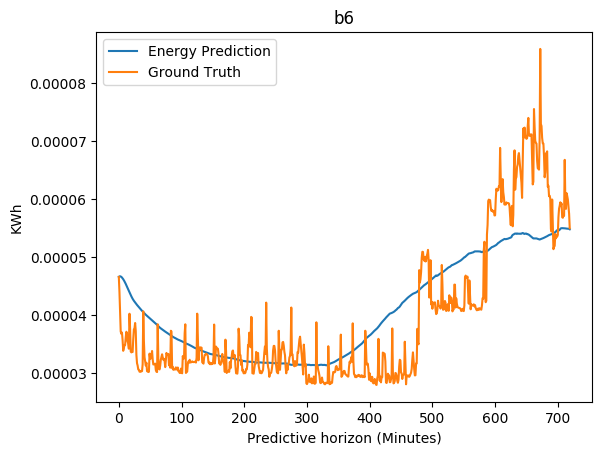 b6
Energy Prediction
Ground Truth
0.00008
0.00007
0.00006
0.00005
0.00004
0.00003
KWh
0 100 200 300 400 500 600 700
Predictive horizon (Minutes)